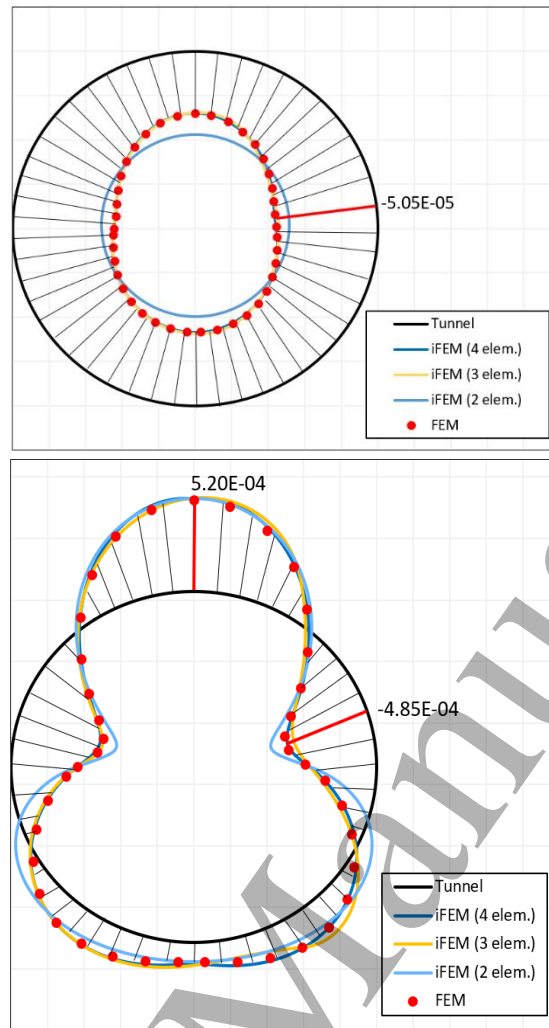 -5.05E-05
Tunnel
iFEM (4 elem.)
iFEM (3 elem.)
iFEM (2 elem.)
FEM
5.20E-04
-4.85E-04
Manu
Tunnel
iFEM (4 elem.)
iFEM (3 elem.)
iFEM (2 elem.)
FEM